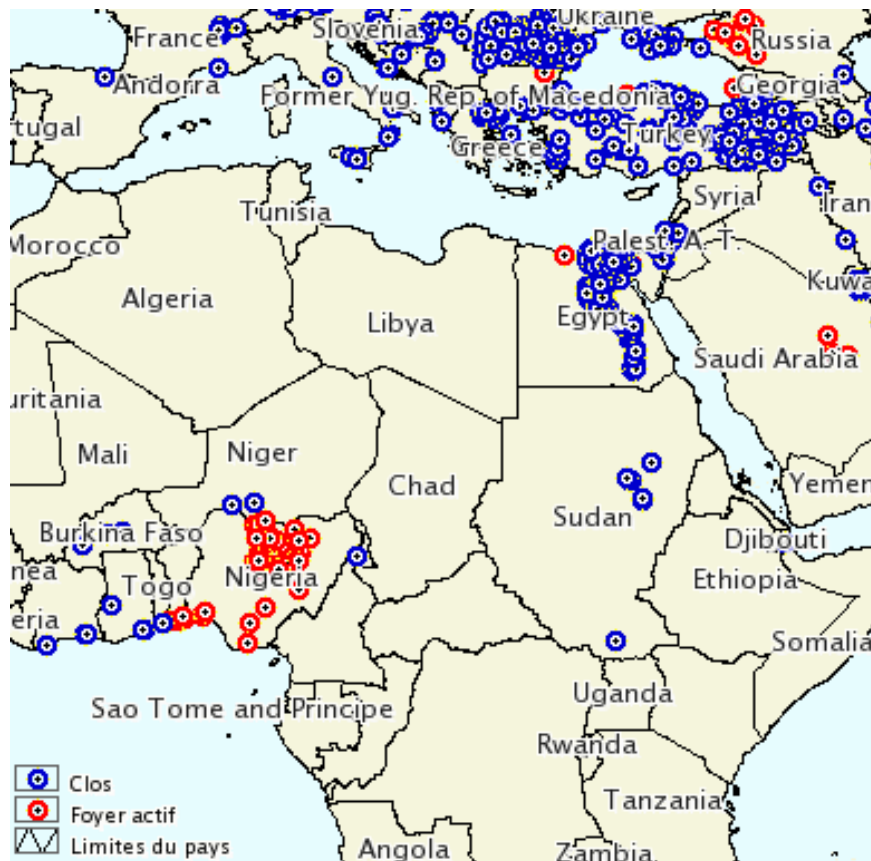 Ukraine
France
Slovenia
Russia
Andorra
Georgia
Former Yug. Rep. of Macedonia
rtugal
Greece
Turkey
Syria
Iran
Tunisia
Morocco
Palest. A. T.
Algeria
Kuwa
Libya
Egypt
Saudi Arabia
uritania
Mali
Niger
Chad
Yemen
Sudan
Burkina Faso
Djibouti
nea
Togo
Nigeria
Ethiopia
eria
Somalia
Uganda
Sao Tome and Principe
Rwanda
Clos
Foyer actif
Tanzania
Limites du pays
Angola
Zambia